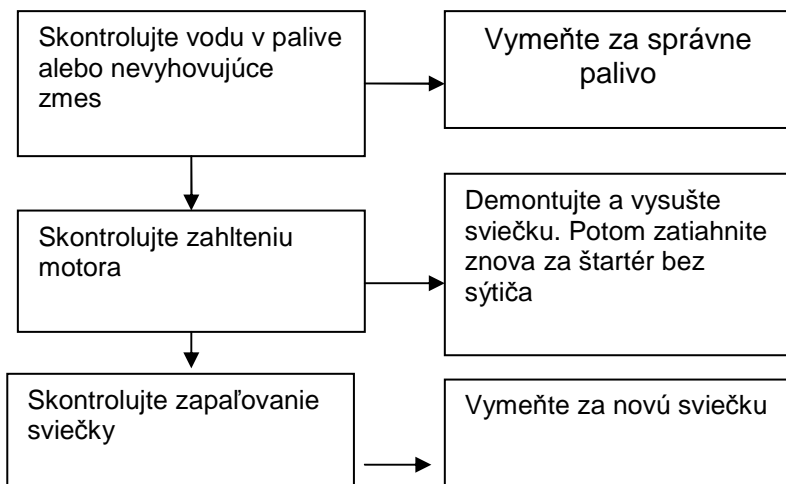 Skontrolujte vodu v palive
alebo nevyhovujúce
zmes
Vymeňte za správne
palivo
Skontrolujte zahlteniu
motora
Demontujte a vysušte
sviečku. Potom zatiahnite
znova za štartér bez
sýtiča
Skontrolujte zapaľovanie
sviečky
Vymeňte za novú sviečku